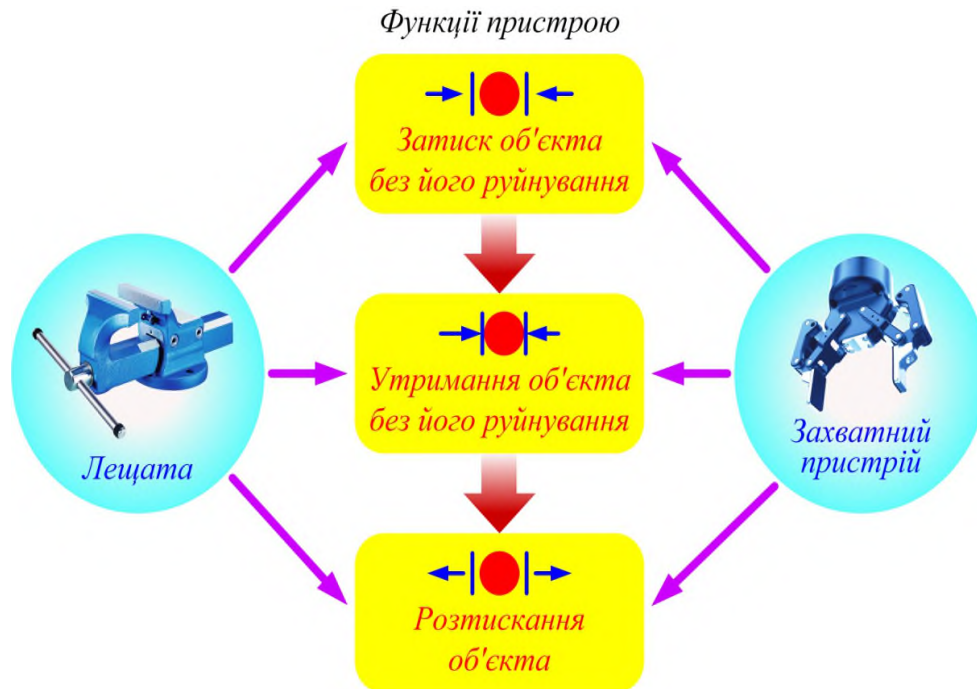 Функції пристрою
Затиск об'єкта
без його руйнування
Утримання об'єкта
без його руйнування
Лещата
Захватний
пристрій
Розтискання
об'єкта